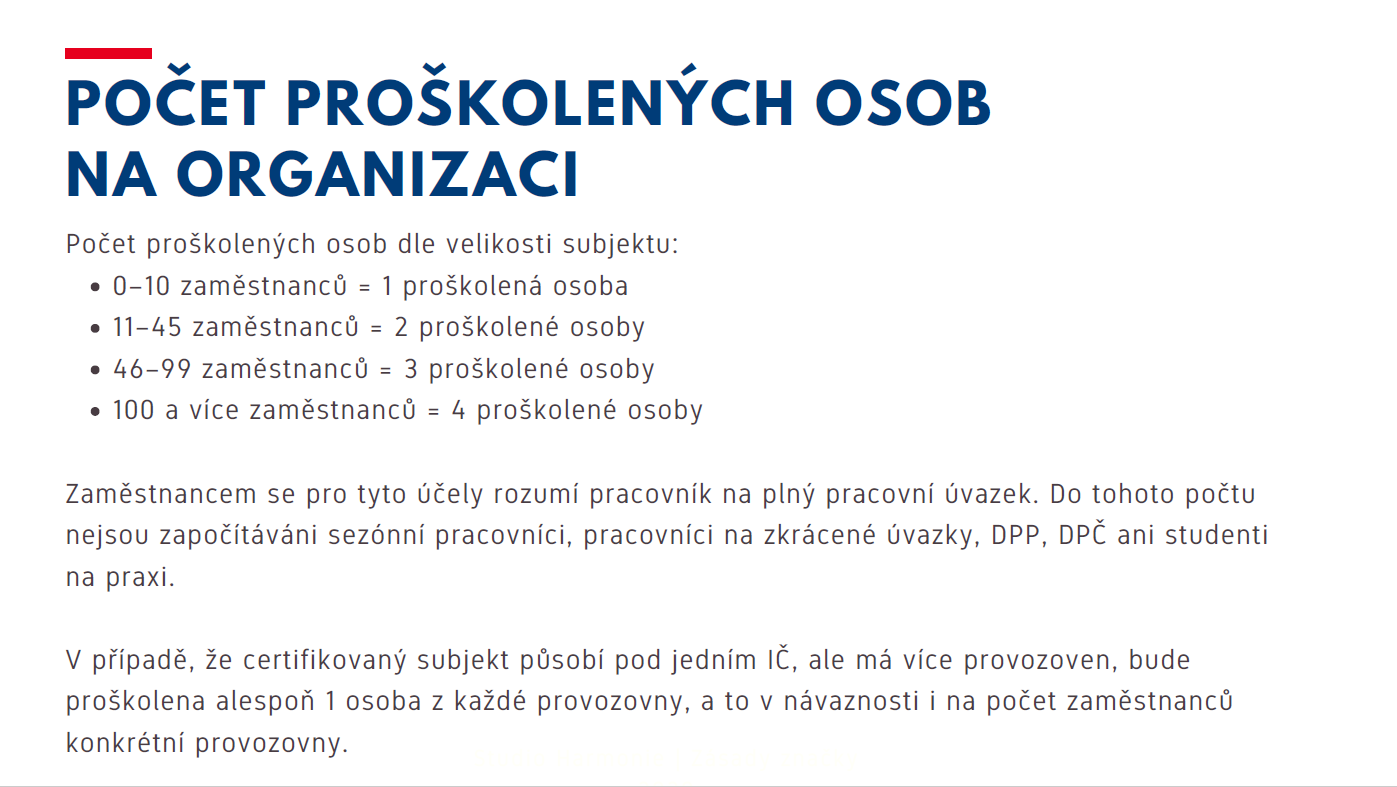 POČET PROŠKOLENÝCH OSOB
NA ORGANIZACI
Počet proškolených osob dle velikosti subjektu:
• 0–10 zaměstnanců = 1 proškolená osoba
• 11–45 zaměstnanců = 2 proškolené osoby
• 46–99 zaměstnanců = 3 proškolené osoby
• 100 a více zaměstnanců = 4 proškolené osoby
Zaměstnancem se pro tyto účely rozumí pracovník na plný pracovní úvazek. Do tohoto počtu
nejsou započítáváni sezónní pracovníci, pracovníci na zkrácené úvazky, DPP, DPČ ani studenti
na praxi.
V případě, že certifikovaný subjekt působí pod jedním IČ, ale má více provozoven, bude
proškolena alespoň 1 osoba z každé provozovny, a to v návaznosti i na počet zaměstnanců
konkrétní provozovny.